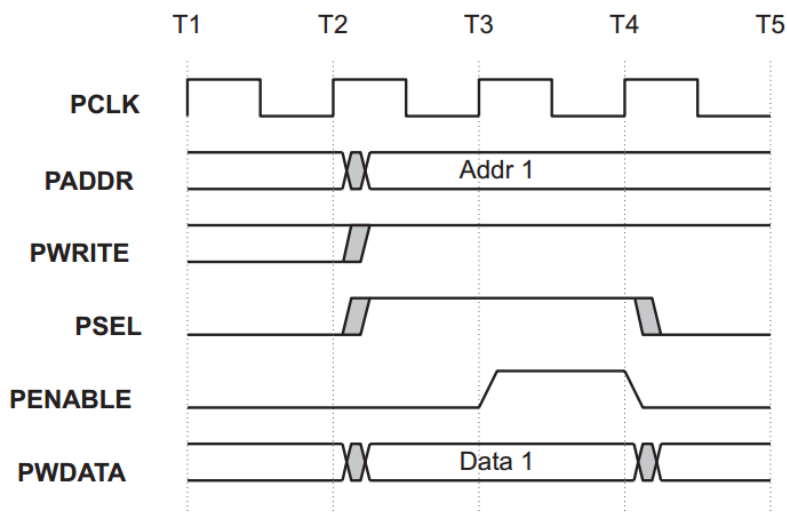 T1 T2 T3 T4 T5
PCLK
PADDR Addr 1
PWRITE
PSEL
PENABLE
PWDATA Data 1